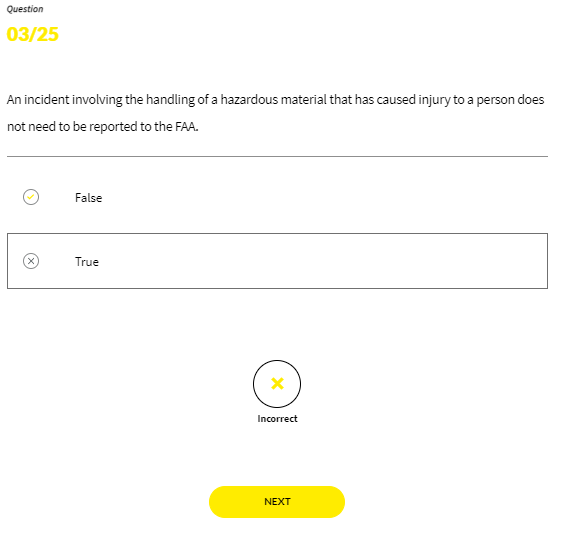 Question
03/25
An incident involving the handling of a hazardous material that has caused injury to a person does
not need to be reported to the FAA.
False
True
Incorrect
NEXT